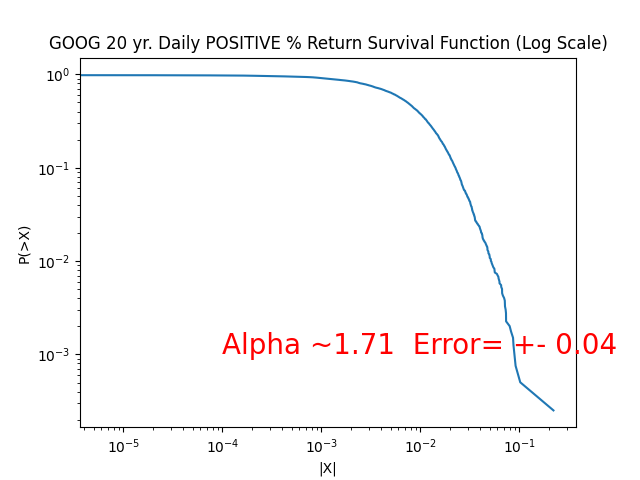 GOOG 20 yr. Daily POSITIVE % Return Survival Function (Log Scale)
10⁰
10⁻¹
10⁻²
10⁻³
P(>X)
Alpha ~1.71 Error= +- 0.04
10⁻⁵ 10⁻⁴ 10⁻³ 10⁻² 10⁻¹
|X|